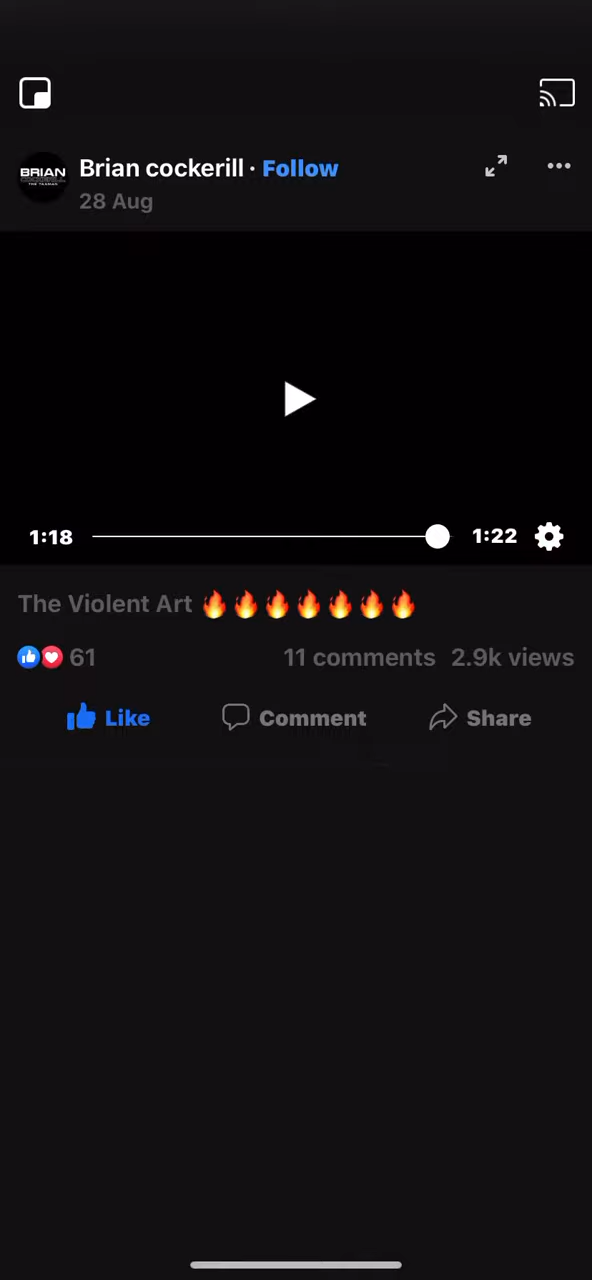 BRIAN
Brian cockerill · Follow
28 Aug
1:18
1:22
The Violent Art 🔥🔥🔥🔥🔥🔥🔥
61
11 comments 2.9k views
Like
Comment
Share